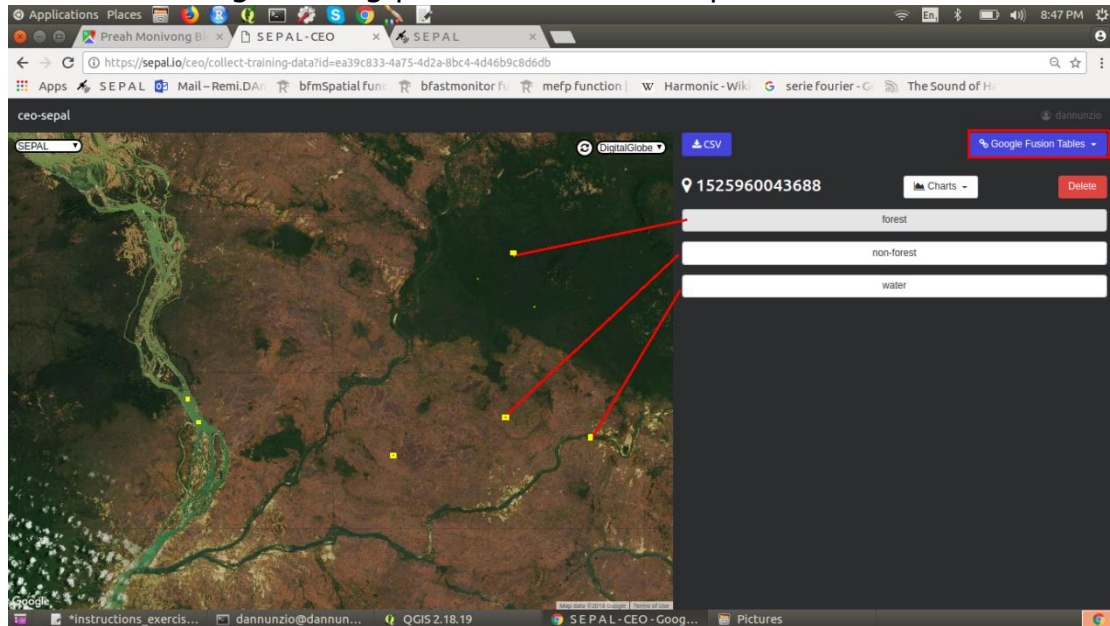 Applications Places En 8:47 PM
Preah Monivong Bl × SEPAL-CEO × SEPAL ×
https://sepal.io/ceo/collect-training-data?id=ea39c833-4a75-4d2a-8bc4-4d46b9c8d6db
Apps SEPAL Mail – Remi.DAn bfmSpatial func bfastmonitor fu mefp function | W Harmonic - Wiki G serie fourier - Go The Sound of Ha
ceo-sepal dannunzio
SEPAL DigitalGlobe CSV Google Fusion Tables
1525960043688 Charts Delete
forest
non-forest
water
Google Map data ©2018 Google Terms of Use
*instructions_exercis... dannunzio@dannun... QGIS 2.18.19 SEPAL-CEO-Goog... Pictures